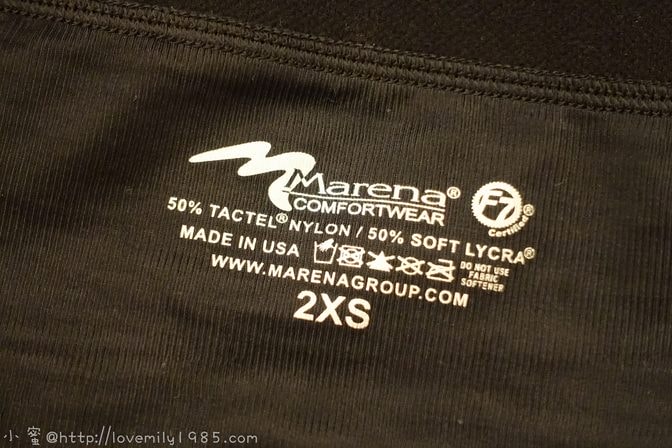 Marena®
COMFORTWEAR
F7
Certified®
50% TACTEL® NYLON / 50% SOFT LYCRA®
MADE IN USA
DO NOT USE
FABRIC
SOFTENER
WWW.MARENAGROUP.COM
2XS
小蜜@http://lovemily1985.com/